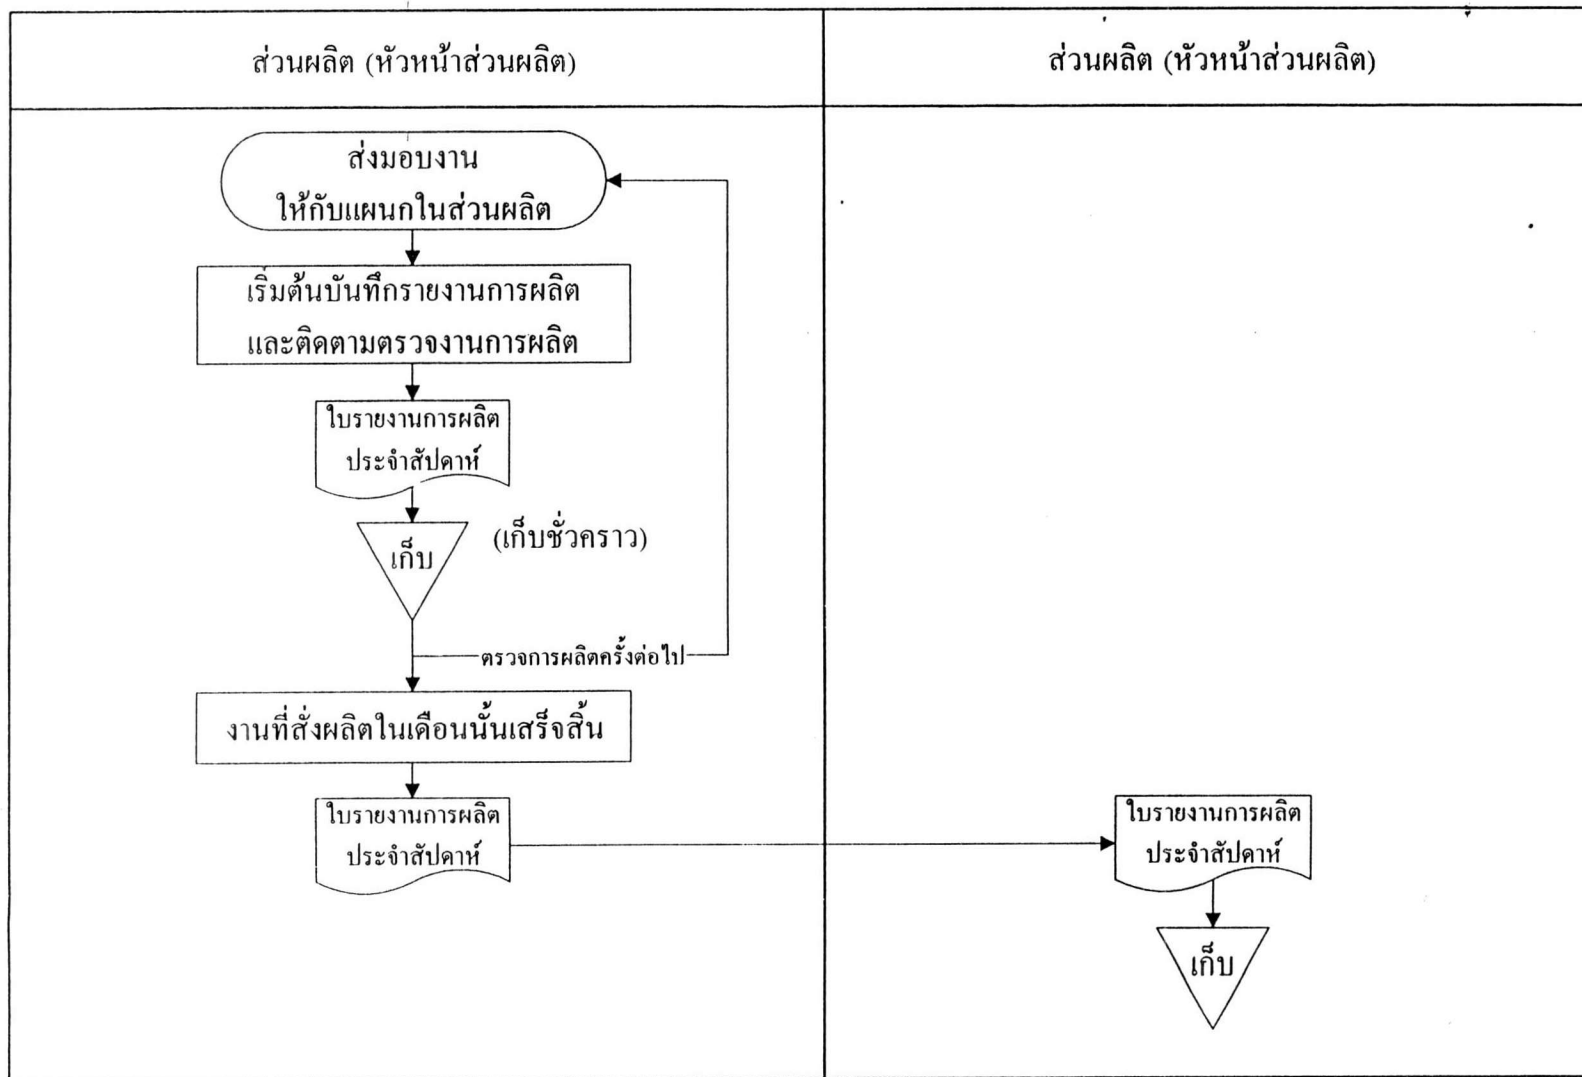 ส่วนผลิต (หัวหน้าส่วนผลิต)
ส่วนผลิต (หัวหน้าส่วนผลิต)
ส่งมอบงาน
ให้กับแผนกในส่วนผลิต
เริ่มต้นบันทึกรายงานการผลิต
และติดตามตรวจงานการผลิต
ใบรายงานการผลิต
ประจำสัปดาห์
เก็บ
(เก็บชั่วคราว)
ตรวจการผลิตครั้งต่อไป
งานที่สั่งผลิตในเดือนนั้นเสร็จสิ้น
ใบรายงานการผลิต
ประจำสัปดาห์
ใบรายงานการผลิต
ประจำสัปดาห์
เก็บ